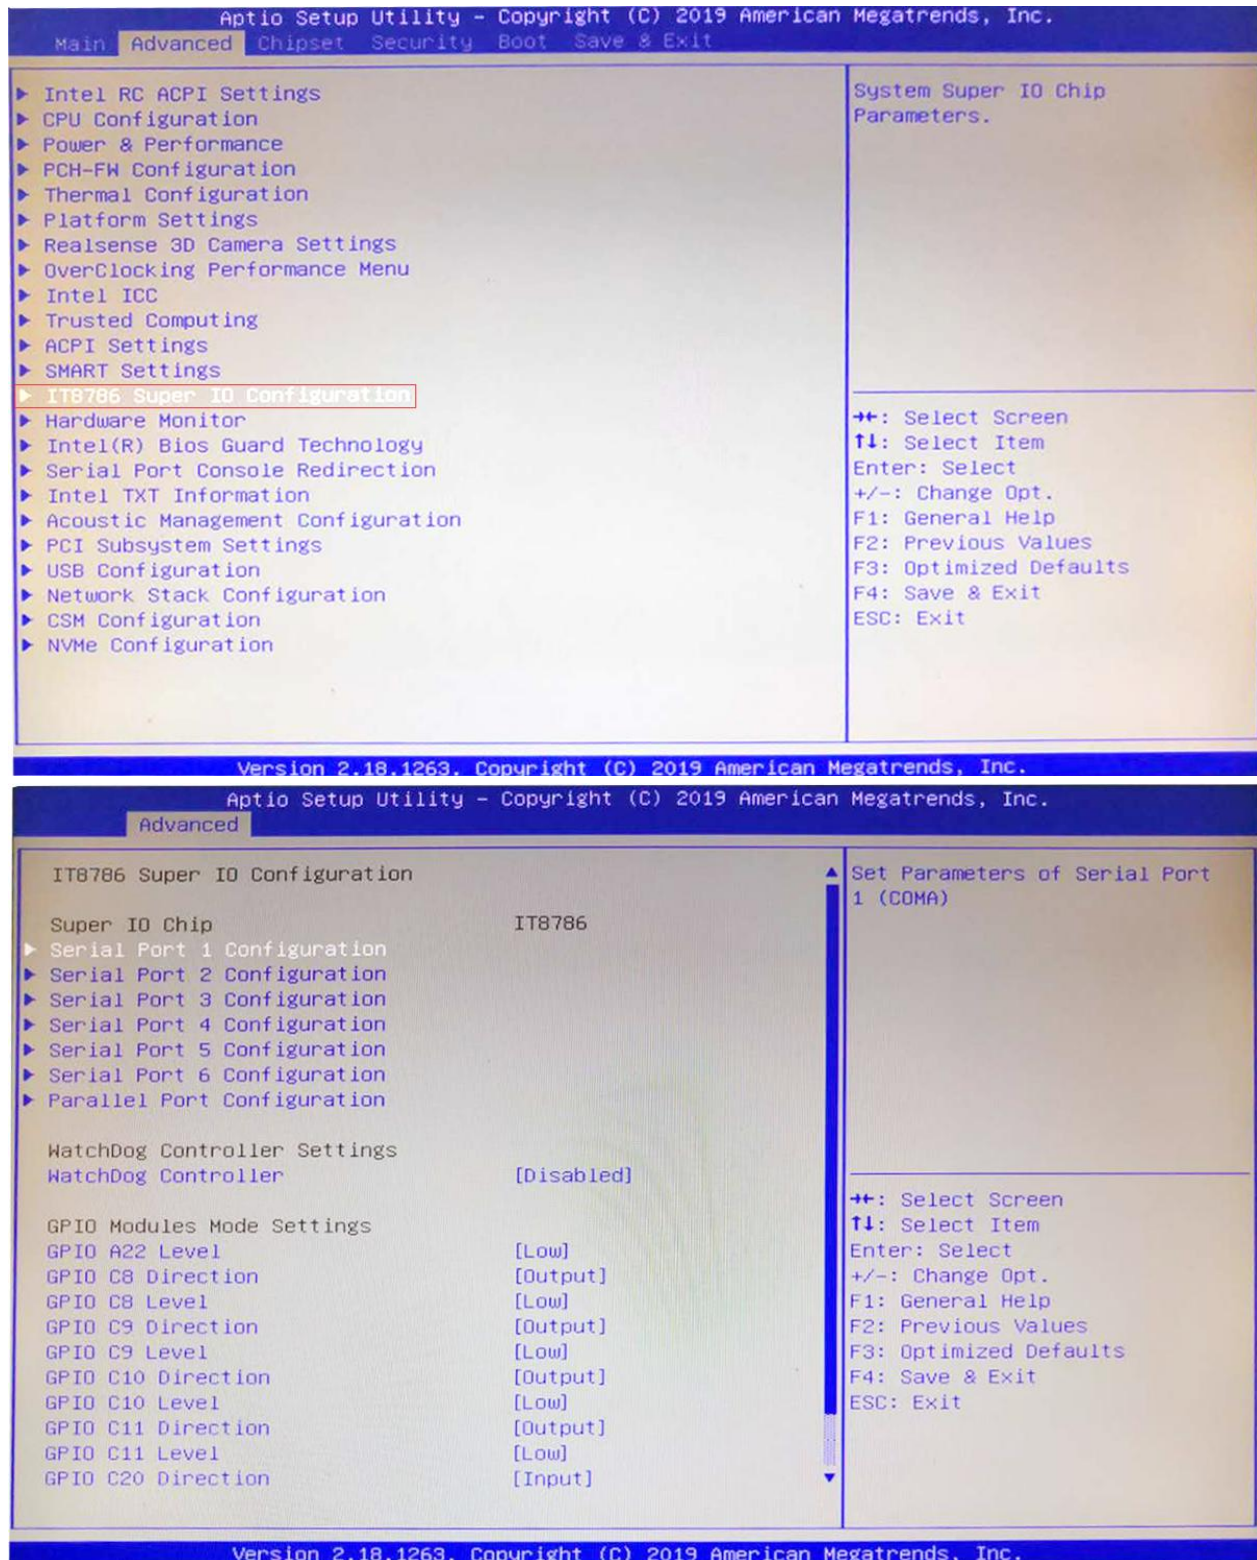 Aptio Setup Utility - Copyright (C) 2019 American Megatrends, Inc.
Main Advanced Chipset Security Boot Save & Exit
Intel RC ACPI Settings
CPU Configuration
Power & Performance
PCH-FW Configuration
Thermal Configuration
Platform Settings
Realsense 3D Camera Settings
OverClocking Performance Menu
Intel ICC
Trusted Computing
ACPI Settings
SMART Settings
IT8786 Super IO Configuration
Hardware Monitor
Intel(R) Bios Guard Technology
Serial Port Console Redirection
Intel TXT Information
Acoustic Management Configuration
PCI Subsystem Settings
USB Configuration
Network Stack Configuration
CSM Configuration
NVMe Configuration
System Super IO Chip
Parameters.
→←: Select Screen
↑↓: Select Item
Enter: Select
+/-: Change Opt.
F1: General Help
F2: Previous Values
F3: Optimized Defaults
F4: Save & Exit
ESC: Exit
Version 2.18.1263. Copyright (C) 2019 American Megatrends, Inc.
Aptio Setup Utility - Copyright (C) 2019 American Megatrends, Inc.
Advanced
IT8786 Super IO Configuration
Super IO Chip IT8786
Serial Port 1 Configuration
Serial Port 2 Configuration
Serial Port 3 Configuration
Serial Port 4 Configuration
Serial Port 5 Configuration
Serial Port 6 Configuration
Parallel Port Configuration
WatchDog Controller Settings
WatchDog Controller [Disabled]
GPIO Modules Mode Settings
GPIO A22 Level [Low]
GPIO C8 Direction [Output]
GPIO C8 Level [Low]
GPIO C9 Direction [Output]
GPIO C9 Level [Low]
GPIO C10 Direction [Output]
GPIO C10 Level [Low]
GPIO C11 Direction [Output]
GPIO C11 Level [Low]
GPIO C20 Direction [Input]
Set Parameters of Serial Port
1 (COMA)
→←: Select Screen
↑↓: Select Item
Enter: Select
+/-: Change Opt.
F1: General Help
F2: Previous Values
F3: Optimized Defaults
F4: Save & Exit
ESC: Exit
Version 2.18.1263. Copyright (C) 2019 American Megatrends, Inc.